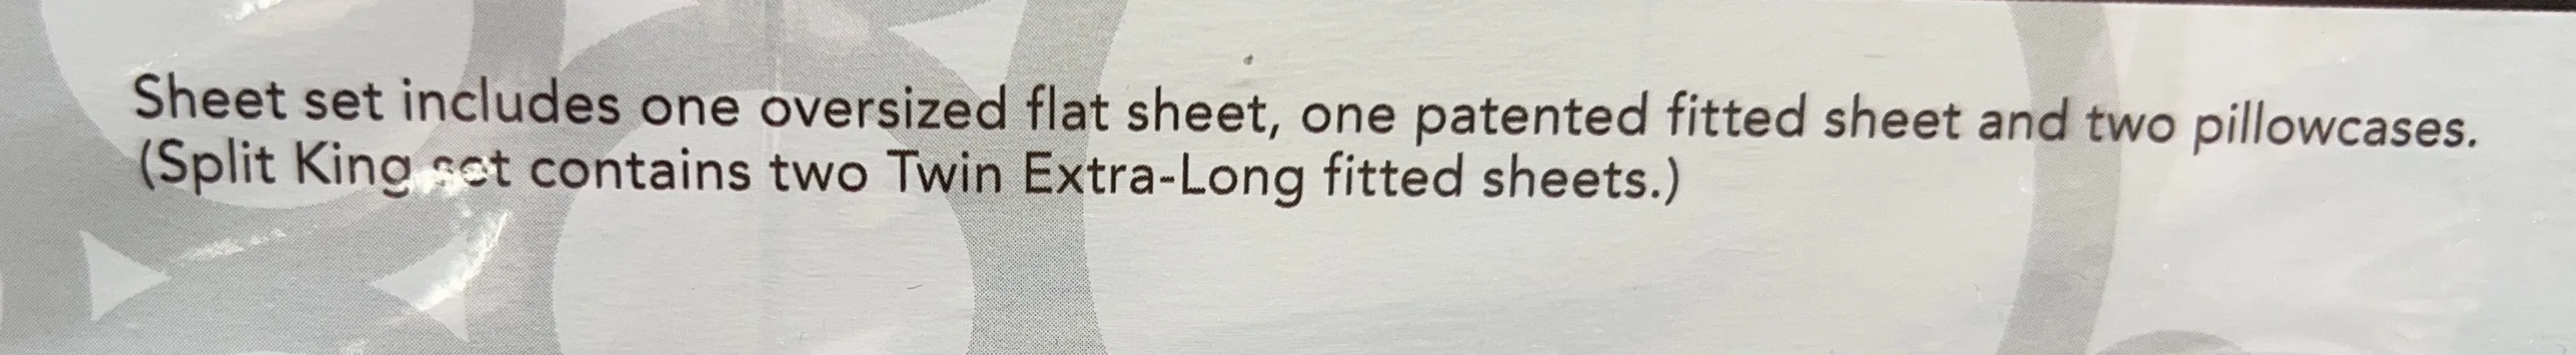 Sheet set includes one oversized flat sheet, one patented fitted sheet and two pillowcases.
(Split King set contains two Twin Extra-Long fitted sheets.)